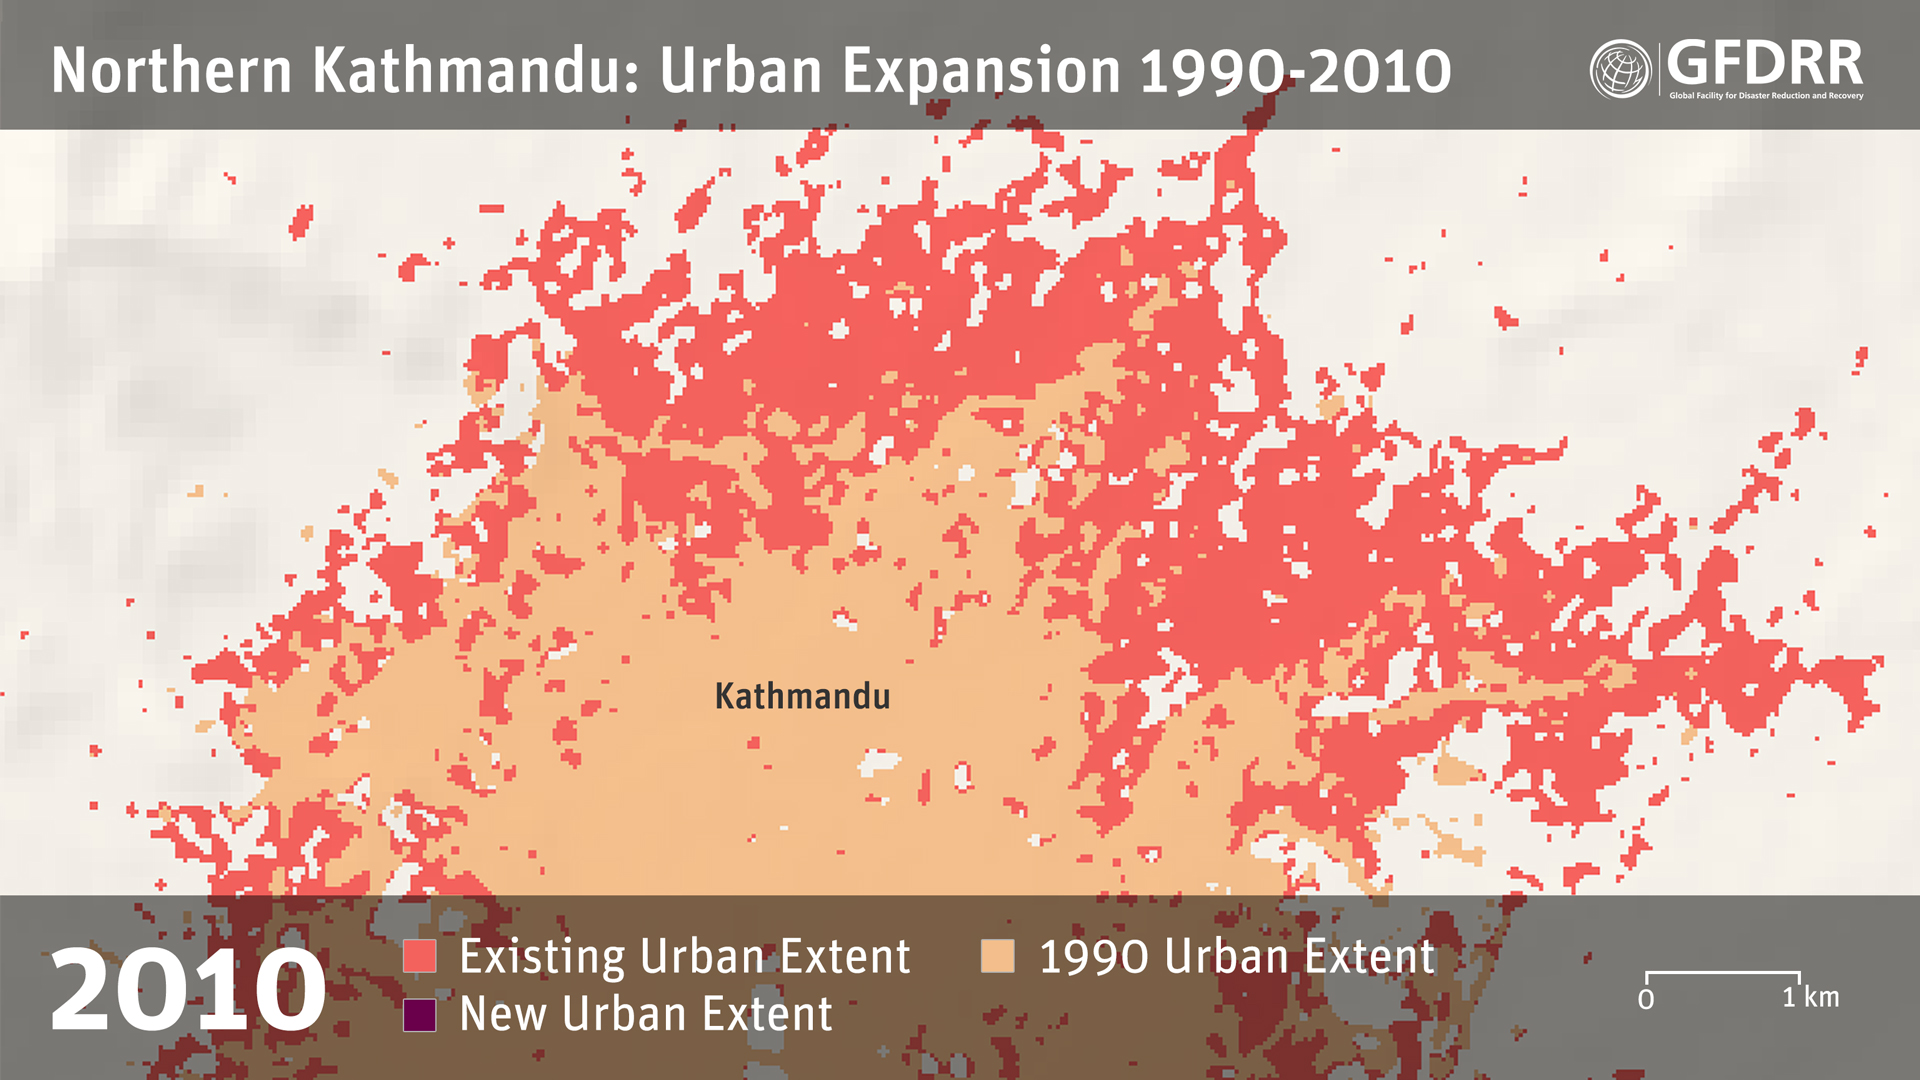 Northern Kathmandu: Urban Expansion 1990-2010
GFDRR
Global Facility for Disaster Reduction and Recovery
Kathmandu
2010
Existing Urban Extent
1990 Urban Extent
New Urban Extent
0 1 km